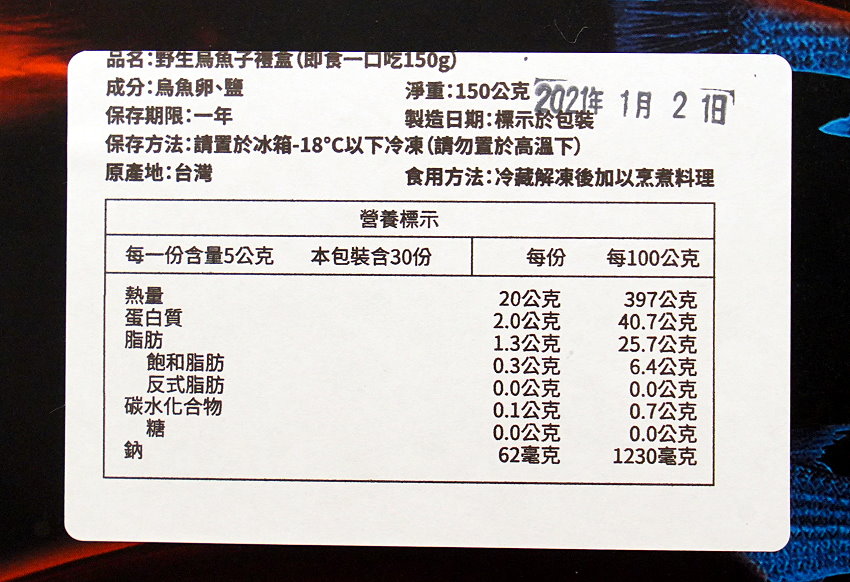 品名:野生烏魚子禮盒(即食一口吃150g)
成分:烏魚卵、鹽
淨重:150公克
保存期限:一年
製造日期:標示於包裝
2021年 1月 21日
保存方法:請置於冰箱-18°C以下冷凍(請勿置於高溫下)
原產地:台灣
食用方法:冷藏解凍後加以烹煮料理
營養標示
每一份含量5公克 本包裝含30份 每份 每100公克
熱量 20公克 397公克
蛋白質 2.0公克 40.7公克
脂肪 1.3公克 25.7公克
飽和脂肪 0.3公克 6.4公克
反式脂肪 0.0公克 0.0公克
碳水化合物 0.1公克 0.7公克
糖 0.0公克 0.0公克
鈉 62毫克 1230毫克